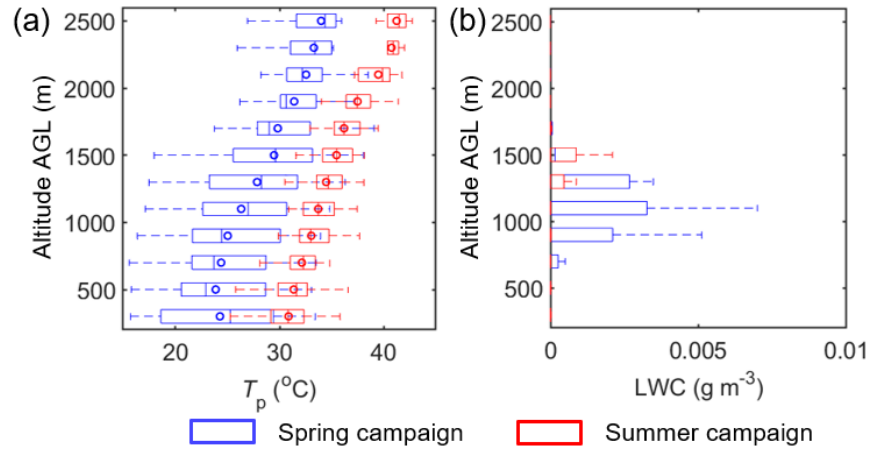 (a)
(b)
Altitude AGL (m)
2500
2000
1500
1000
500
20 30 40
Tp (°C)
Altitude AGL (m)
2500
2000
1500
1000
500
0 0.005 0.01
LWC (g m-3)
Spring campaign
Summer campaign